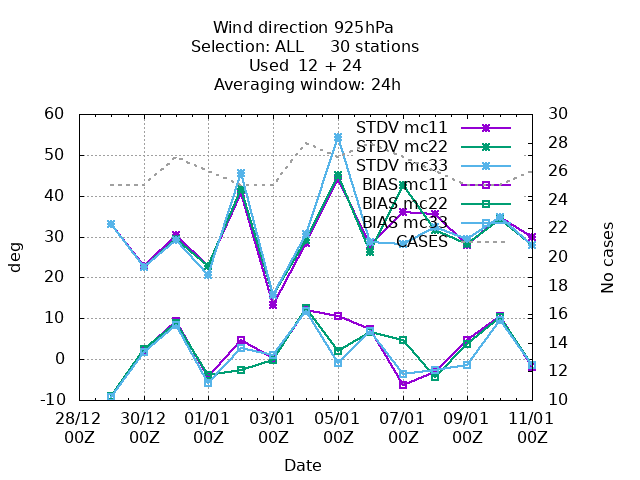 Wind direction 925hPa
Selection: ALL 30 stations
Used 12 + 24
Averaging window: 24h
60
50
40
30
20
10
0
-10
deg
30
28
26
24
22
20
18
16
14
12
10
No cases
STDV mc11
STDV mc22
STDV mc33
BIAS mc11
BIAS mc22
BIAS mc33
CASES
28/12 30/12 01/01 03/01 05/01 07/01 09/01 11/01
00Z 00Z 00Z 00Z 00Z 00Z 00Z 00Z
Date